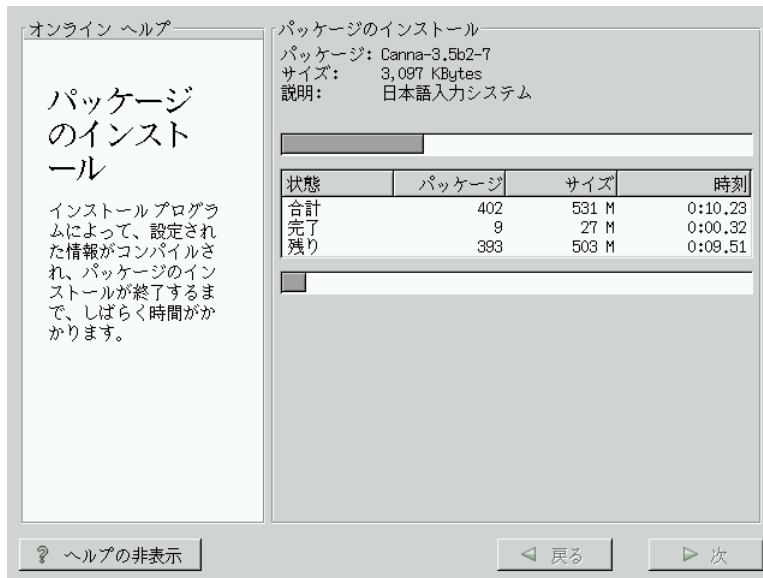 オンライン ヘルプ
パッケージ
のインスト
ール
インストール プログラ
ムによって、設定され
た情報がコンパイルさ
れ、パッケージのイン
ストールが終了するま
で、しばらく時間がか
かります。
パッケージのインストール
パッケージ: Canna-3.5b2-7
サイズ: 3,097 KBytes
説明: 日本語入力システム
状態 パッケージ サイズ 時刻
合計 402 531 M 0:10.23
完了 9 27 M 0:00.32
残り 393 503 M 0:09.51
? ヘルプの非表示
戻る
次